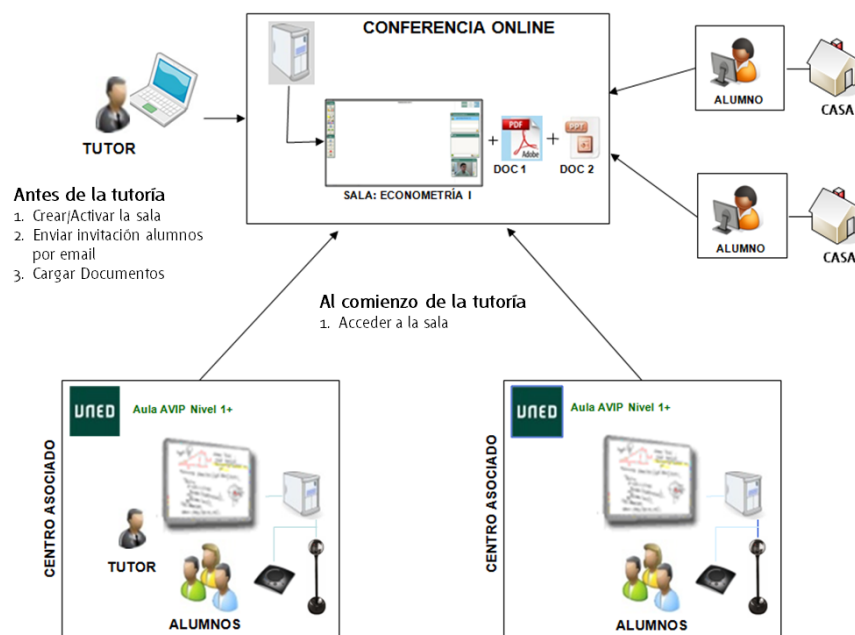 CONFERENCIA ONLINE
TUTOR
PDF
Adobe
PPT
DOC 1
DOC 2
SALA: ECONOMETRÍA I
ALUMNO
CASA
ALUMNO
CASA
Antes de la tutoría
1. Crear/Activar la sala
2. Enviar invitación alumnos
por email
3. Cargar Documentos
Al comienzo de la tutoría
1. Acceder a la sala
CENTRO ASOCIADO
UNED
Aula AVIP Nivel 1+
TUTOR
ALUMNOS
CENTRO ASOCIADO
UNED
Aula AVIP Nivel 1+
ALUMNOS